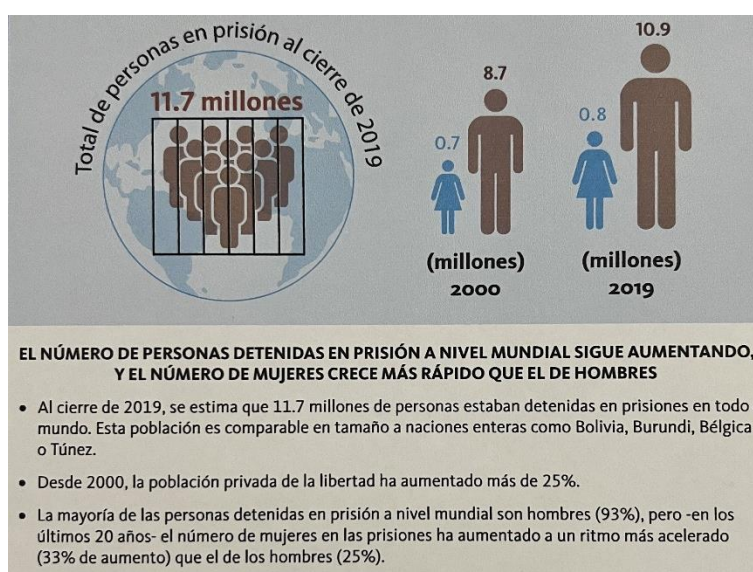 Total de personas en prisión al cierre de 2019
11.7 millones
0.7
8.7
(millones)
2000
0.8
10.9
(millones)
2019
EL NÚMERO DE PERSONAS DETENIDAS EN PRISIÓN A NIVEL MUNDIAL SIGUE AUMENTANDO,
Y EL NÚMERO DE MUJERES CRECE MÁS RÁPIDO QUE EL DE HOMBRES
• Al cierre de 2019, se estima que 11.7 millones de personas estaban detenidas en prisiones en todo
mundo. Esta población es comparable en tamaño a naciones enteras como Bolivia, Burundi, Bélgica
o Túnez.
• Desde 2000, la población privada de la libertad ha aumentado más de 25%.
• La mayoría de las personas detenidas en prisión a nivel mundial son hombres (93%), pero -en los
últimos 20 años- el número de mujeres en las prisiones ha aumentado a un ritmo más acelerado
(33% de aumento) que el de los hombres (25%).